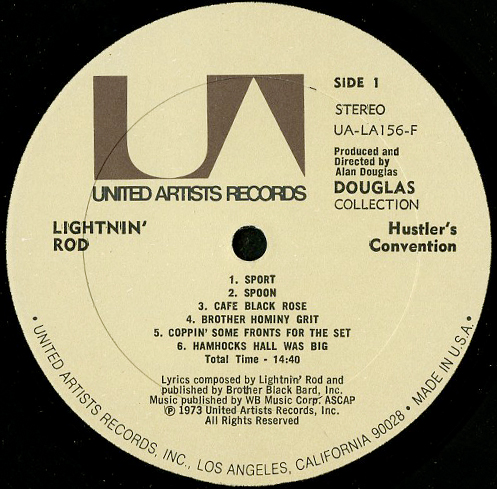 UA
UNITED ARTISTS RECORDS
SIDE 1
STEREO
UA-LA156-F
Produced and
Directed by
Alan Douglas
DOUGLAS
COLLECTION
LIGHTNIN'
ROD
Hustler's
Convention
1. SPORT
2. SPOON
3. CAFE BLACK ROSE
4. BROTHER HOMINY GRIT
5. COPPIN' SOME FRONTS FOR THE SET
6. HAMHOCKS HALL WAS BIG
Total Time - 14:40
Lyrics composed by Lightnin' Rod and
published by Brother Black Bard, Inc.
Music published by WB Music Corp. ASCAP
℗ 1973 United Artists Records, Inc.
All Rights Reserved
• UNITED ARTISTS RECORDS, INC., LOS ANGELES, CALIFORNIA 90028 • MADE IN U.S.A. •